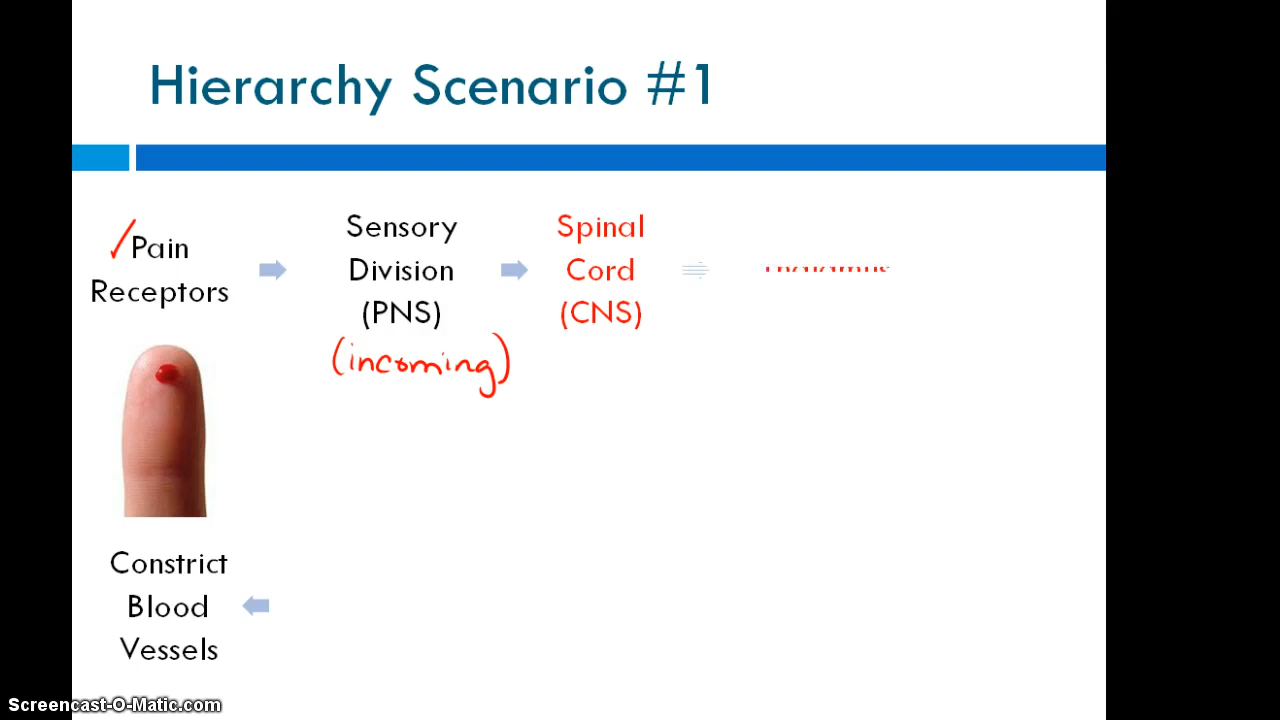 Hierarchy Scenario #1
Pain
Receptors
Sensory
Division
(PNS)
(incoming)
Spinal
Cord
(CNS)
Constrict
Blood
Vessels
Screencast-O-Matic.com